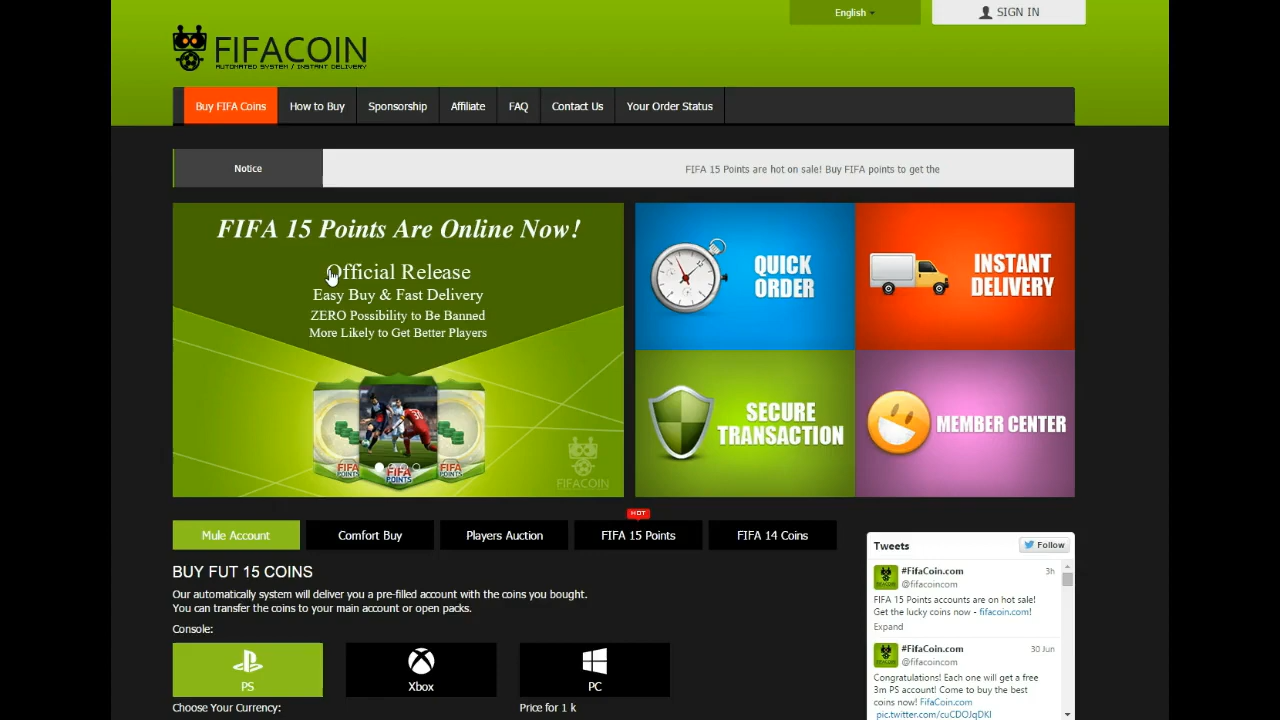 English
SIGN IN
FIFACOIN
AUTOMATED SYSTEM / INSTANT DELIVERY
Buy FIFA Coins
How to Buy
Sponsorship
Affiliate
FAQ
Contact Us
Your Order Status
Notice
FIFA 15 Points are hot on sale! Buy FIFA points to get the
FIFA 15 Points Are Online Now!
Official Release
Easy Buy & Fast Delivery
ZERO Possibility to Be Banned
More Likely to Get Better Players
FIFA POINTS
FIFA POINTS
FIFA POINTS
FIFACOIN
QUICK
ORDER
INSTANT
DELIVERY
SECURE
TRANSACTION
MEMBER CENTER
HOT
Mule Account
Comfort Buy
Players Auction
FIFA 15 Points
FIFA 14 Coins
BUY FUT 15 COINS
Our automatically system will deliver you a pre-filled account with the coins you bought.
You can transfer the coins to your main account or open packs.
Console:
PS
Xbox
PC
Choose Your Currency:
Price for 1 k
Tweets
Follow
#FifaCoin.com
3h
@fifacoincom
FIFA 15 Points accounts are on hot sale!
Get the lucky coins now - fifacoin.com!
Expand
#FifaCoin.com
30 Jun
@fifacoincom
Congratulations! Each one will get a free
3m PS account! Come to buy the best
coins now! FifaCoin.com
pic.twitter.com/cuCDOJqDKI